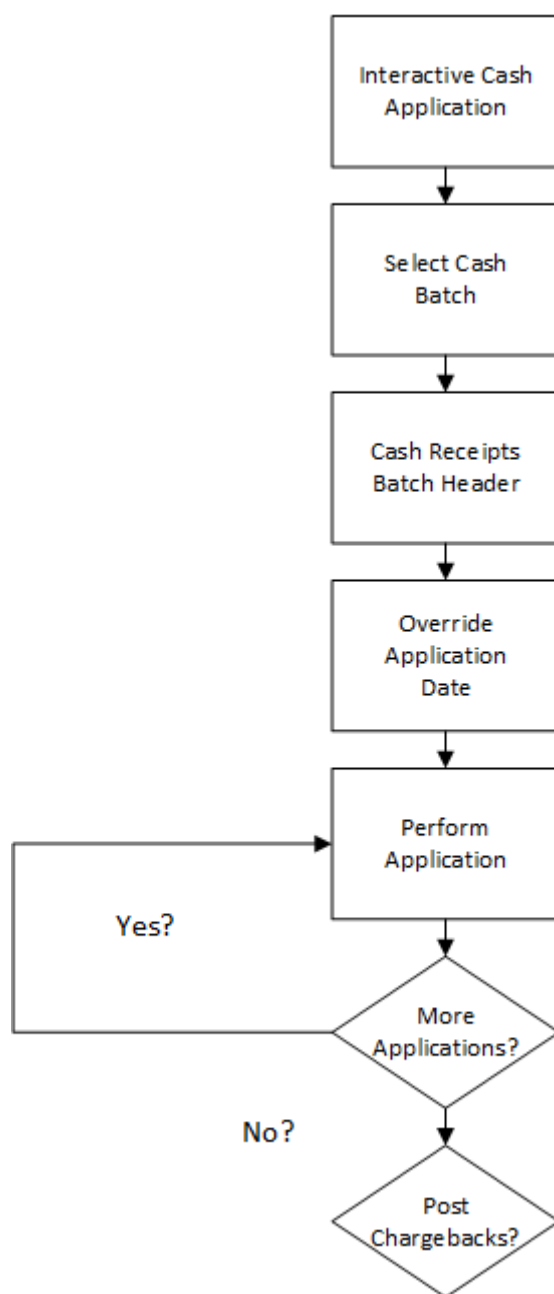 Interactive Cash
Application
Select Cash
Batch
Cash Receipts
Batch Header
Override
Application
Date
Perform
Application
Yes?
More
Applications?
No?
Post
Chargebacks?